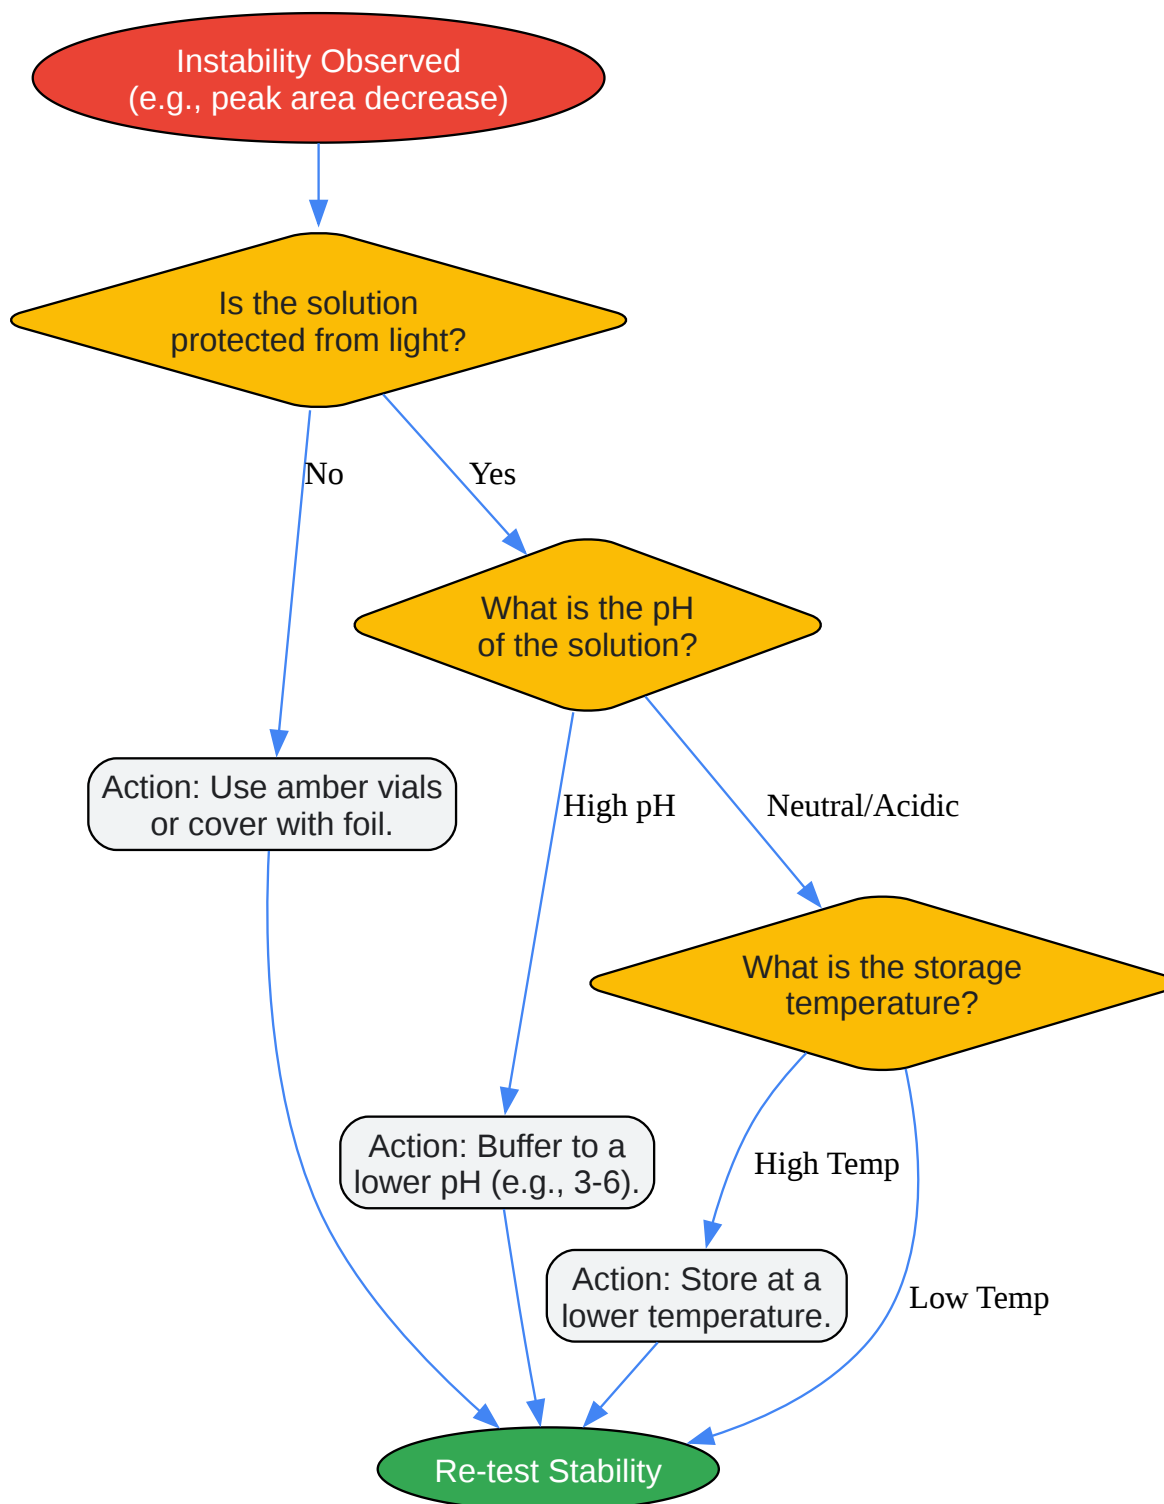 Instability Observed
(e.g., peak area decrease)
Is the solution
protected from light?
No
Yes
What is the pH
of the solution?
Action: Use amber vials
or cover with foil.
High pH
Neutral/Acidic
What is the storage
temperature?
Action: Buffer to a
lower pH (e.g., 3-6).
High Temp
Action: Store at a
lower temperature.
Low Temp
Re-test Stability